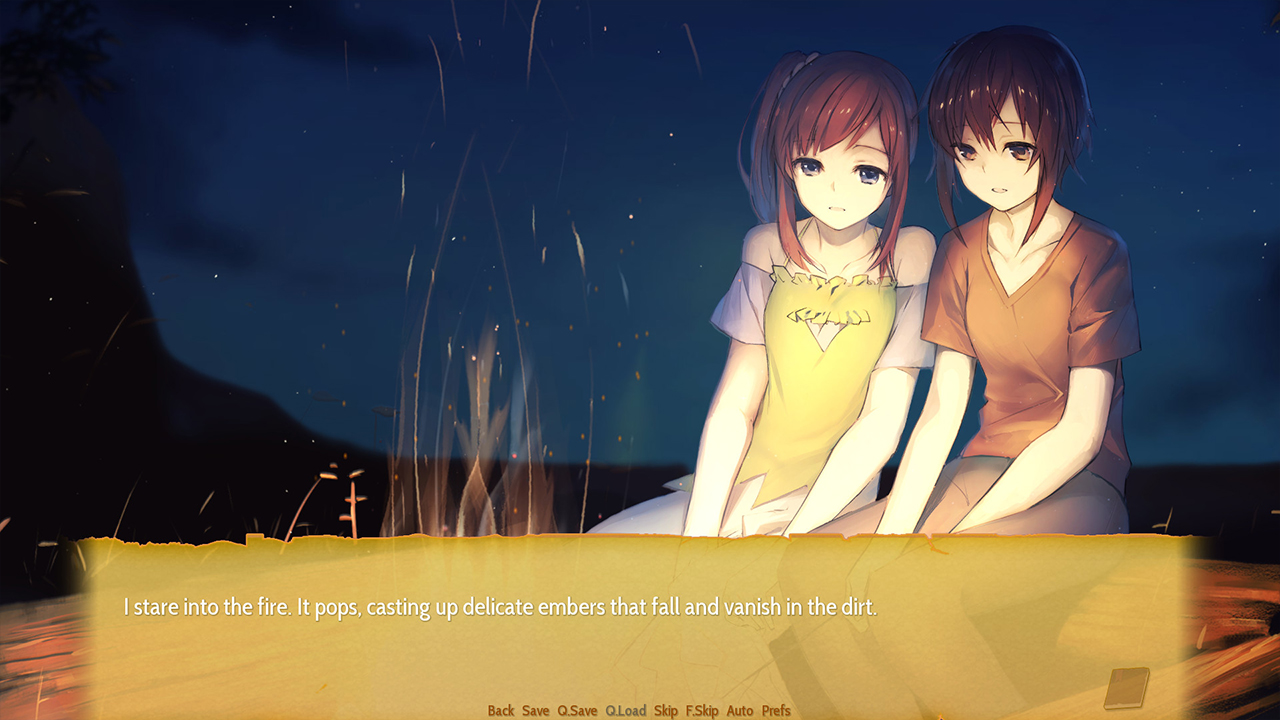 I stare into the fire. It pops, casting up delicate embers that fall and vanish in the dirt.
Back Save Q.Save Q.Load Skip F.Skip Auto Prefs